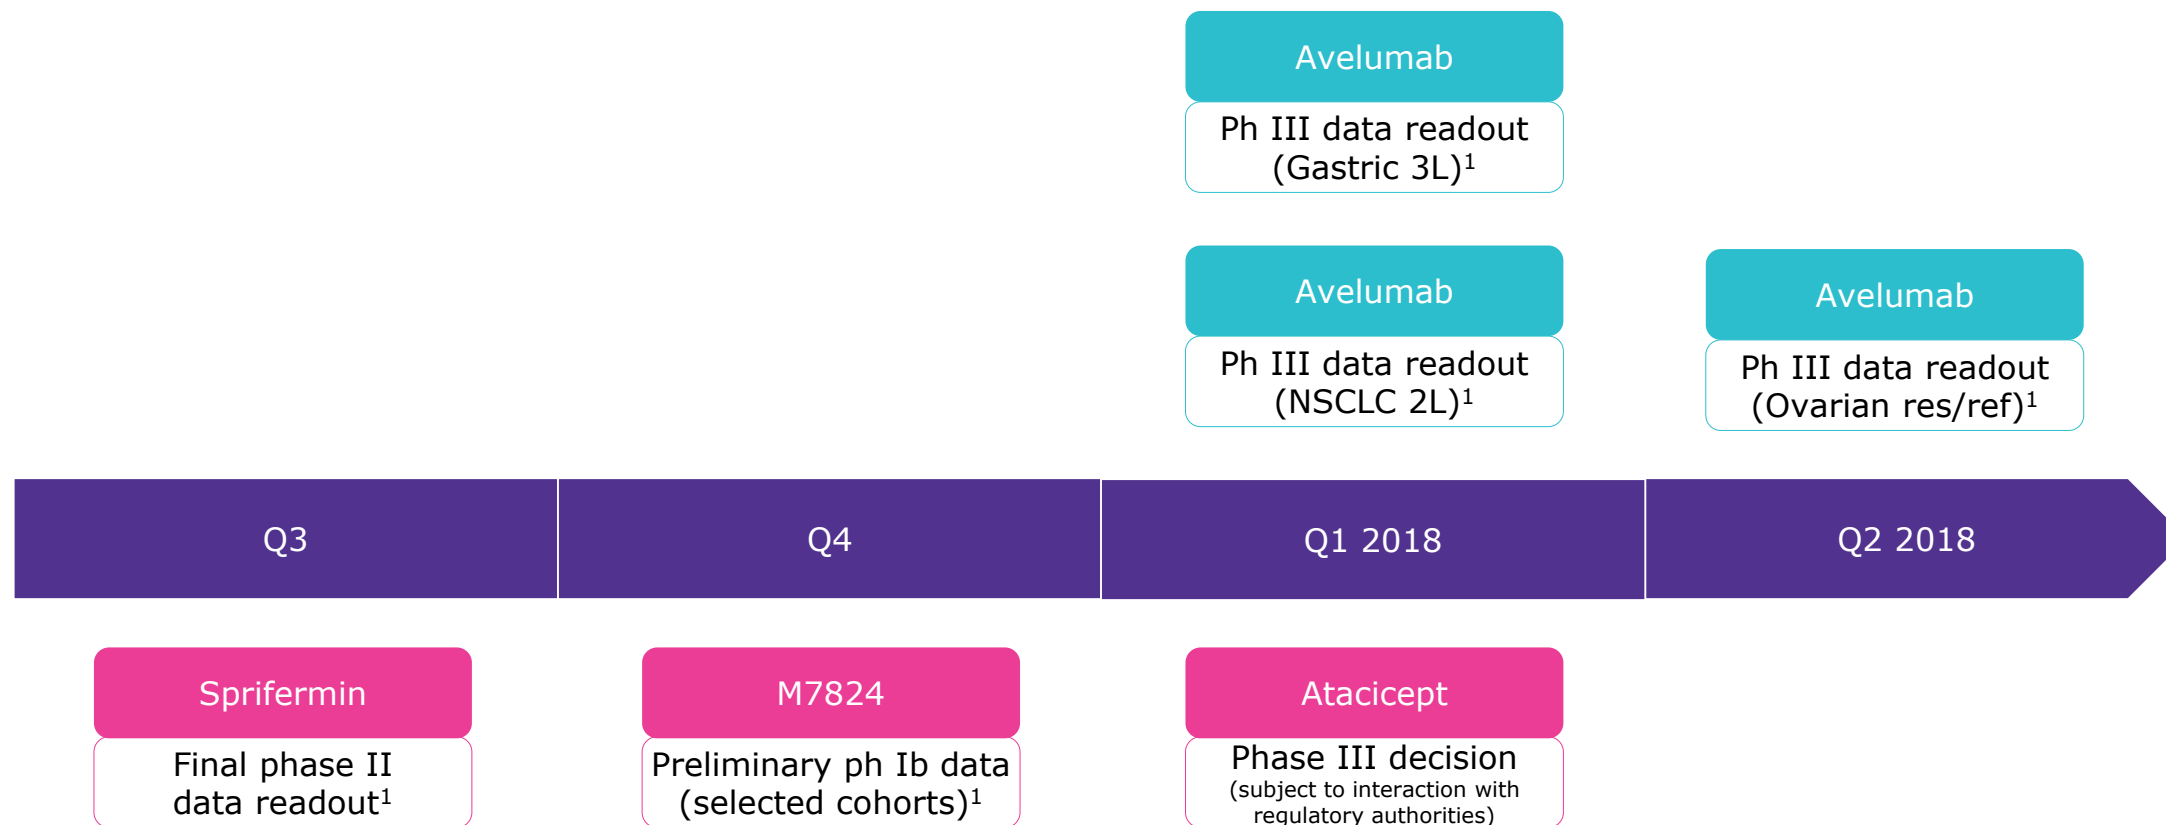 Avelumab
Ph III data readout
(Gastric 3L)¹
Avelumab
Ph III data readout
(NSCLC 2L)¹
Avelumab
Ph III data readout
(Ovarian res/ref)¹
Q3
Q4
Q1 2018
Q2 2018
Sprifermin
Final phase II
data readout¹
M7824
Preliminary ph Ib data
(selected cohorts)¹
Atacicept
Phase III decision
(subject to interaction with
regulatory authorities)